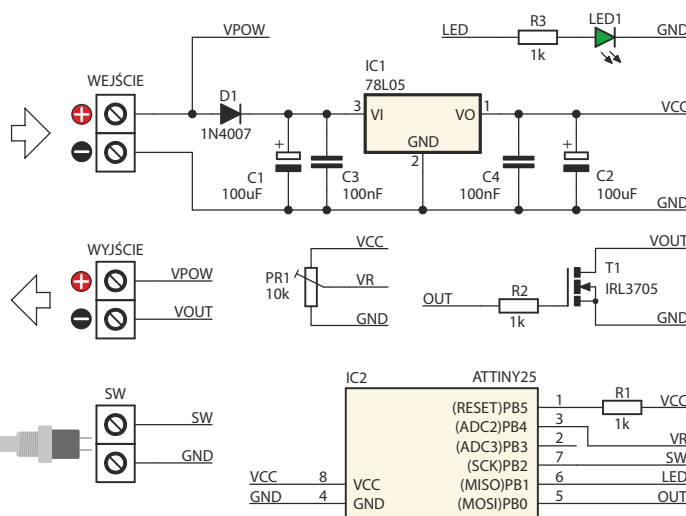 VPOW
LED
R3
1k
LED1
GND
WEJŚCIE
D1
1N4007
IC1
78L05
3
VI
VO
1
GND
2
VCC
+
C1
100uF
C3
100nF
C4
100nF
+
C2
100uF
GND
WYJŚCIE
VPOW
VOUT
VCC
PR1
10k
VR
GND
VOUT
OUT
R2
1k
T1
IRL3705
GND
SW
SW
GND
IC2
ATTINY25
(RESET)PB5
1
R1
1k
VCC
(ADC2)PB4
3
VR
(ADC3)PB3
2
(SCK)PB2
7
SW
VCC
8
VCC
(MISO)PB1
6
LED
GND
4
GND
(MOSI)PB0
5
OUT